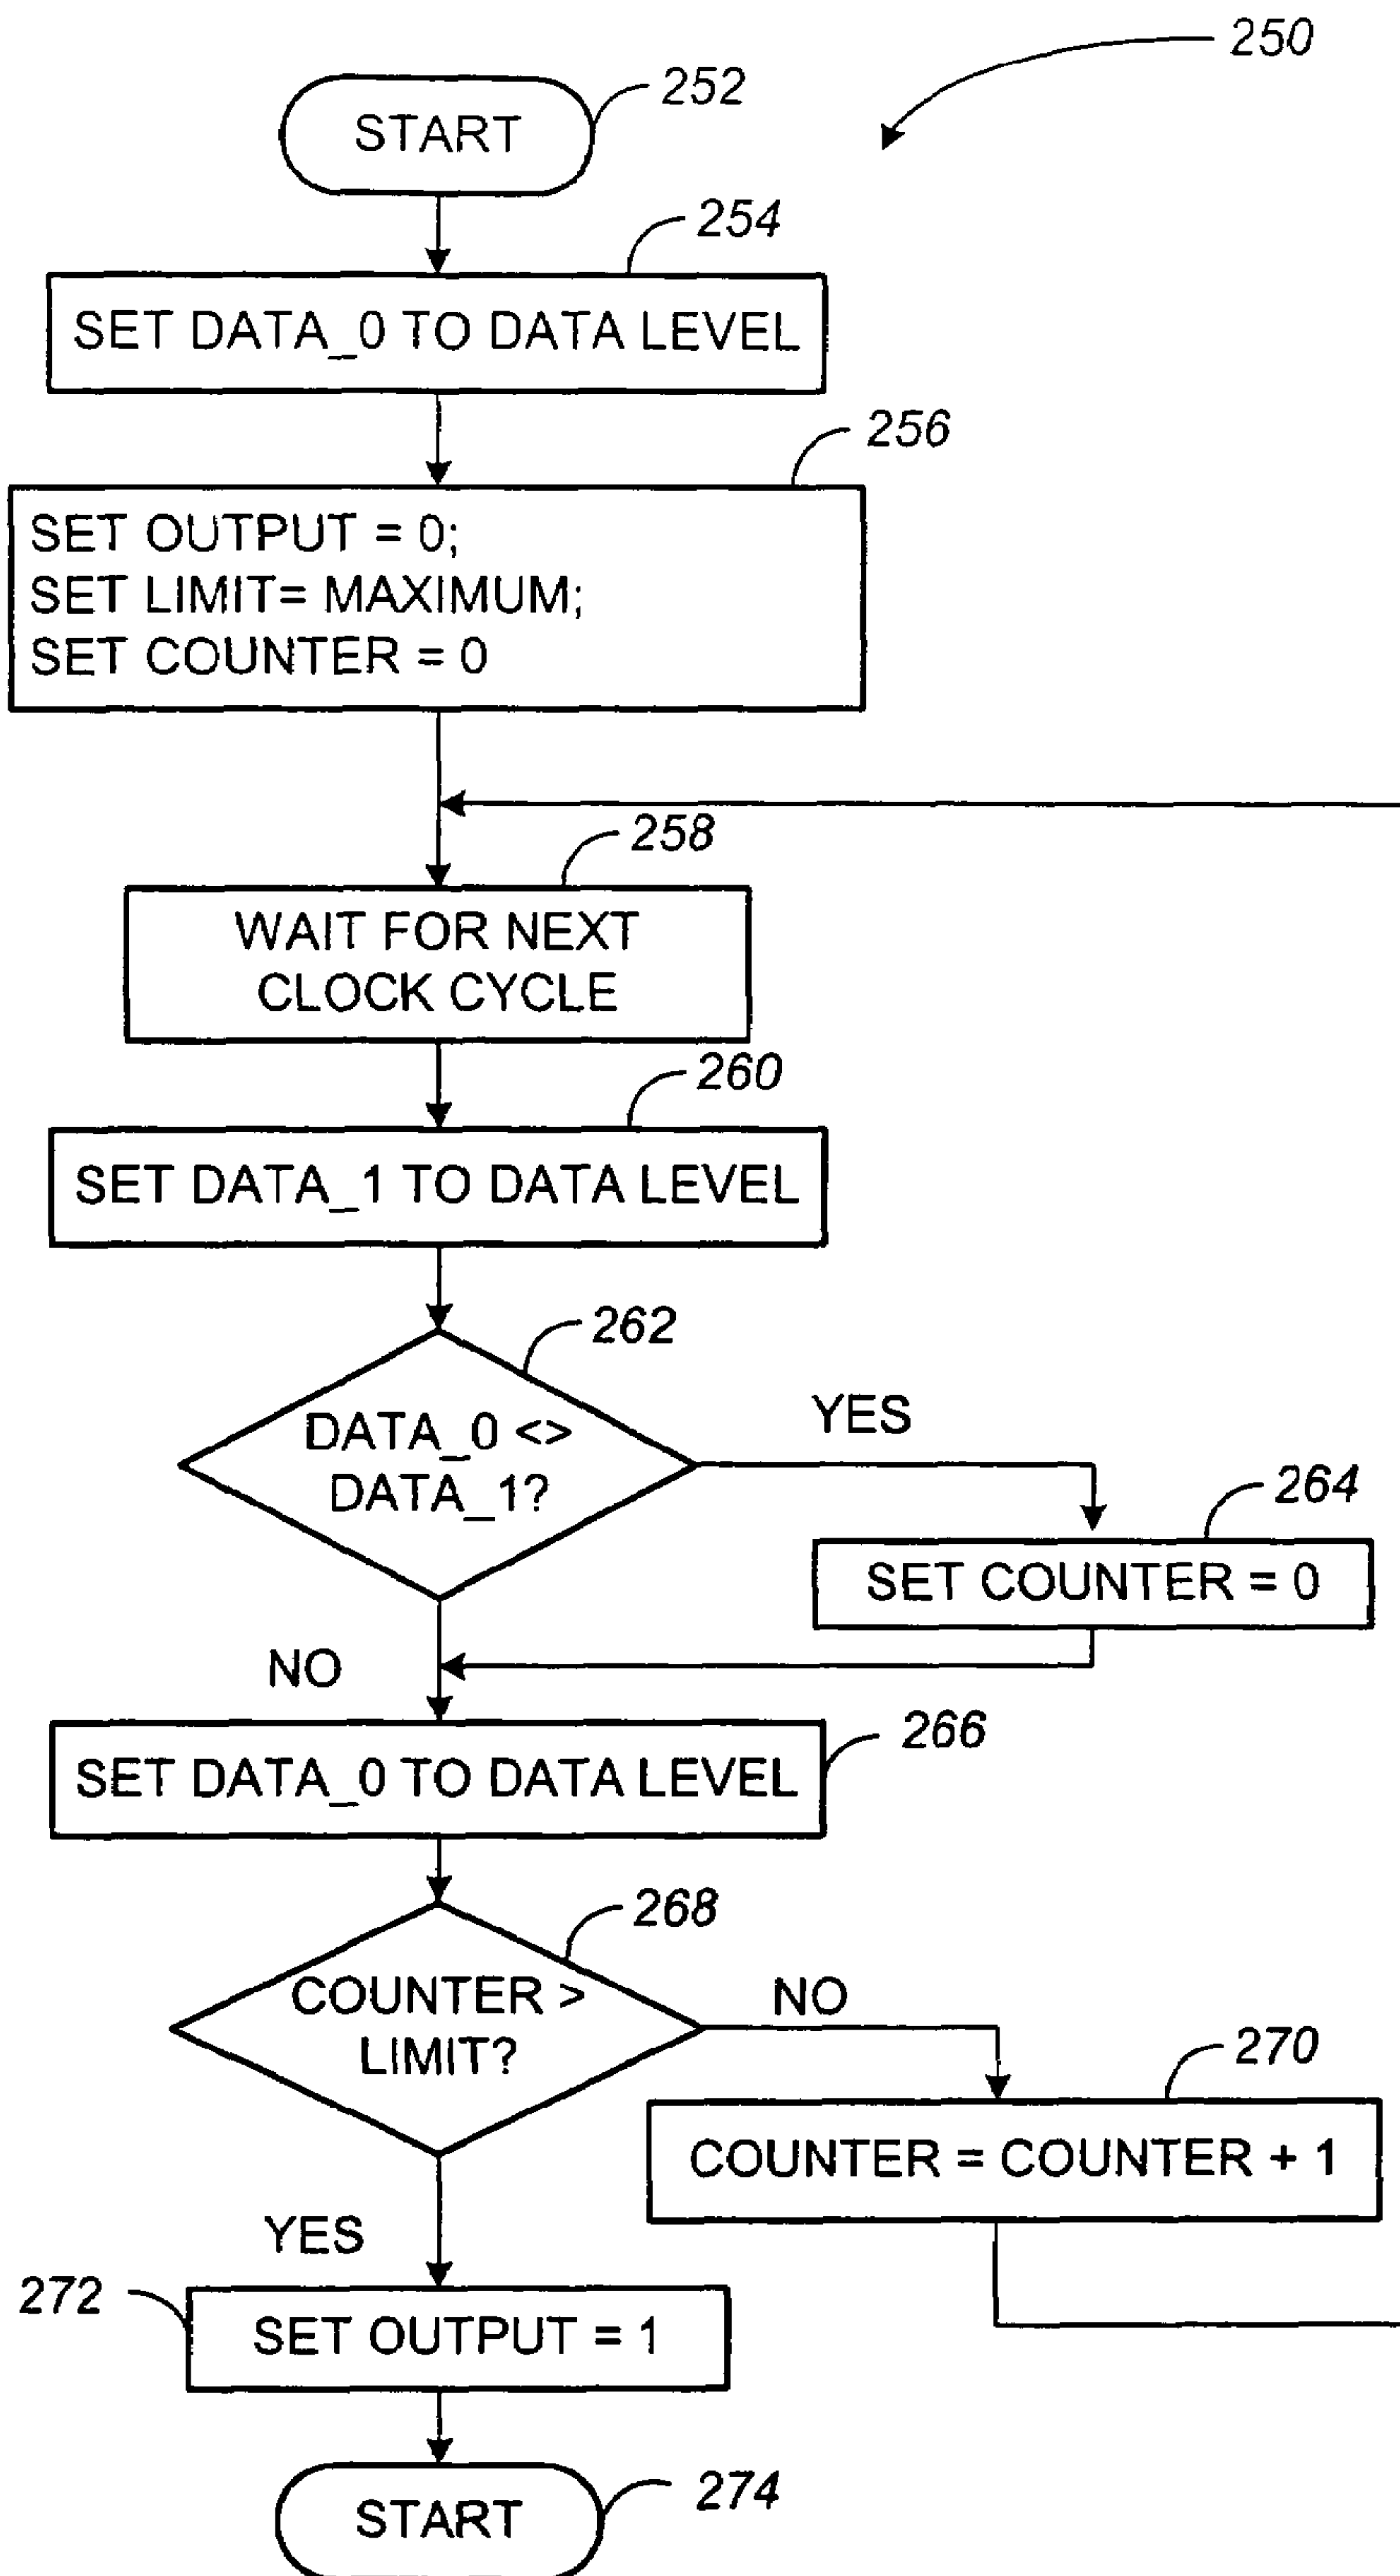 250
START
252
254
SET DATA_0 TO DATA LEVEL
256
SET OUTPUT = 0;
SET LIMIT= MAXIMUM;
SET COUNTER = 0
258
WAIT FOR NEXT
CLOCK CYCLE
260
SET DATA_1 TO DATA LEVEL
262
DATA_0 <>
DATA_1?
YES
264
SET COUNTER = 0
NO
266
SET DATA_0 TO DATA LEVEL
268
COUNTER >
LIMIT?
NO
270
COUNTER = COUNTER + 1
YES
272
SET OUTPUT = 1
START
274